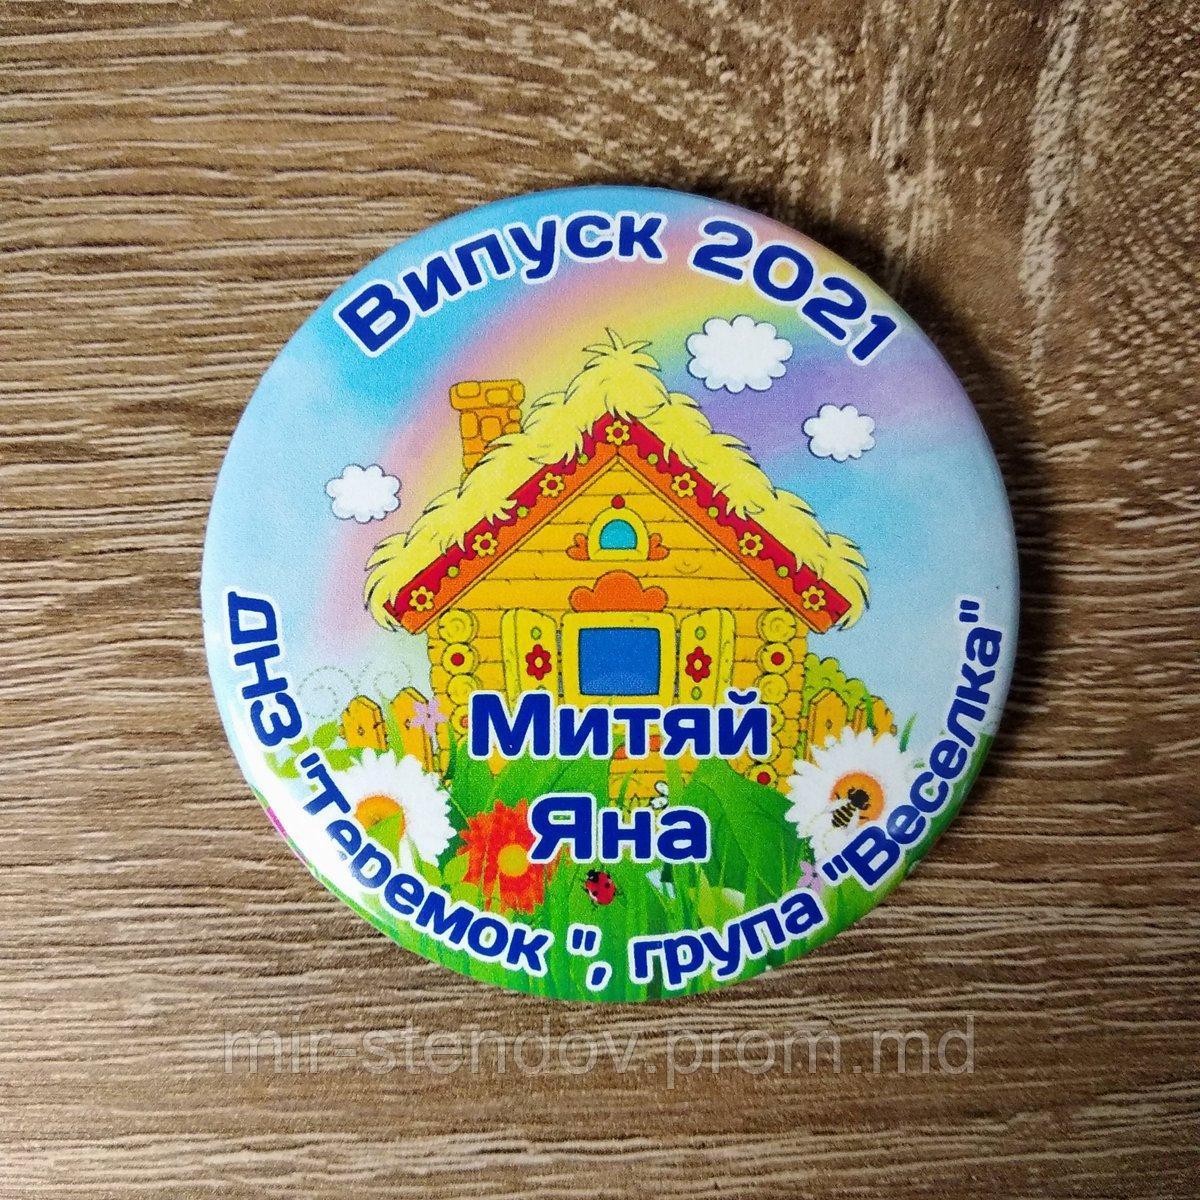 Випуск 2021
Митяй
Яна
ДНЗ "Теремок ", група "Веселка"
mir-stendov.prom.md